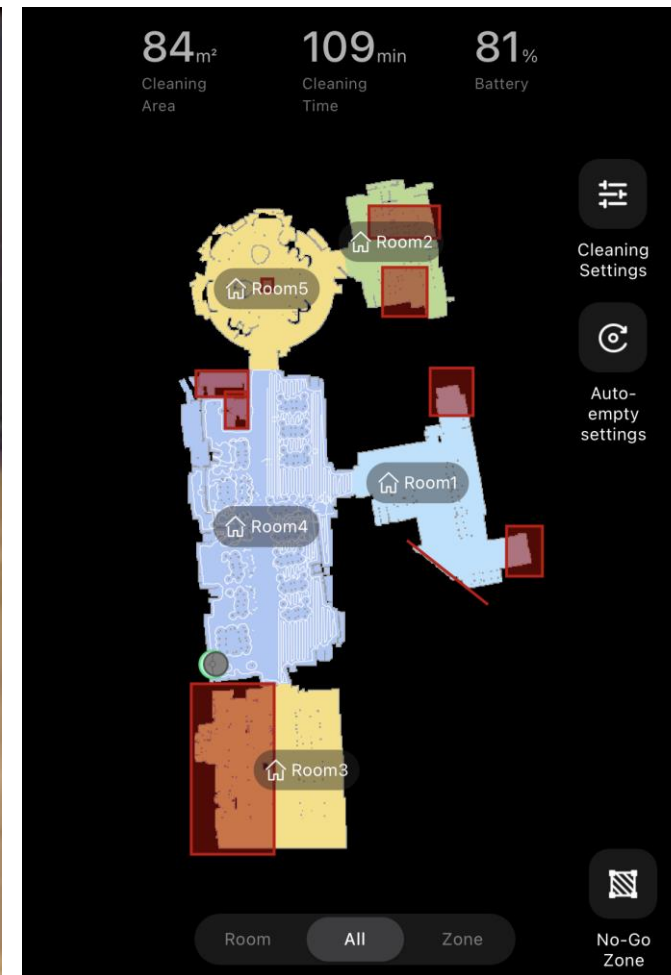 84m² 109min 81%
Cleaning Area
Cleaning Time
Battery
Cleaning
Settings
Auto-
empty
settings
Room2
Room5
Room1
Room4
Room3
Room All Zone
No-Go
Zone